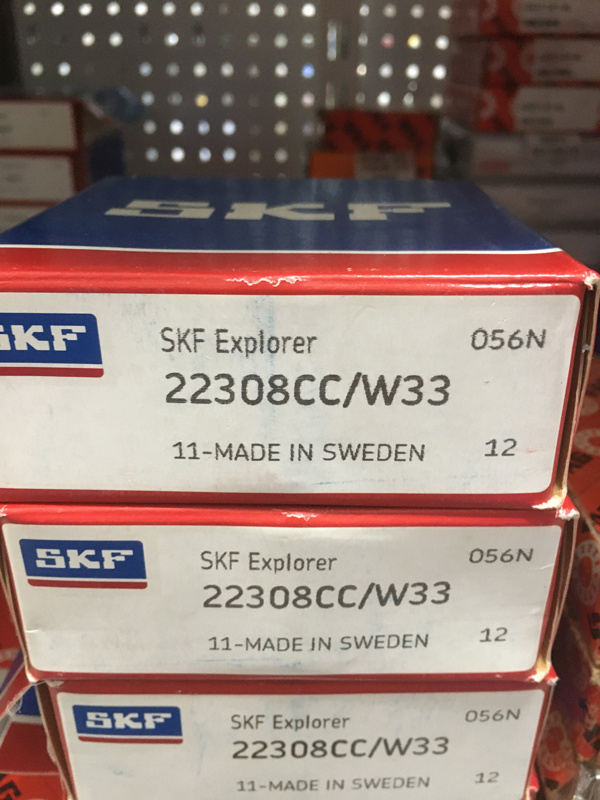 SKF
SKF
SKF Explorer 056N
22308CC/W33
11-MADE IN SWEDEN 12
SKF
SKF Explorer 056N
22308CC/W33
11-MADE IN SWEDEN 12
SKF
SKF Explorer 056N
22308CC/W33
11-MADE IN SWEDEN 12